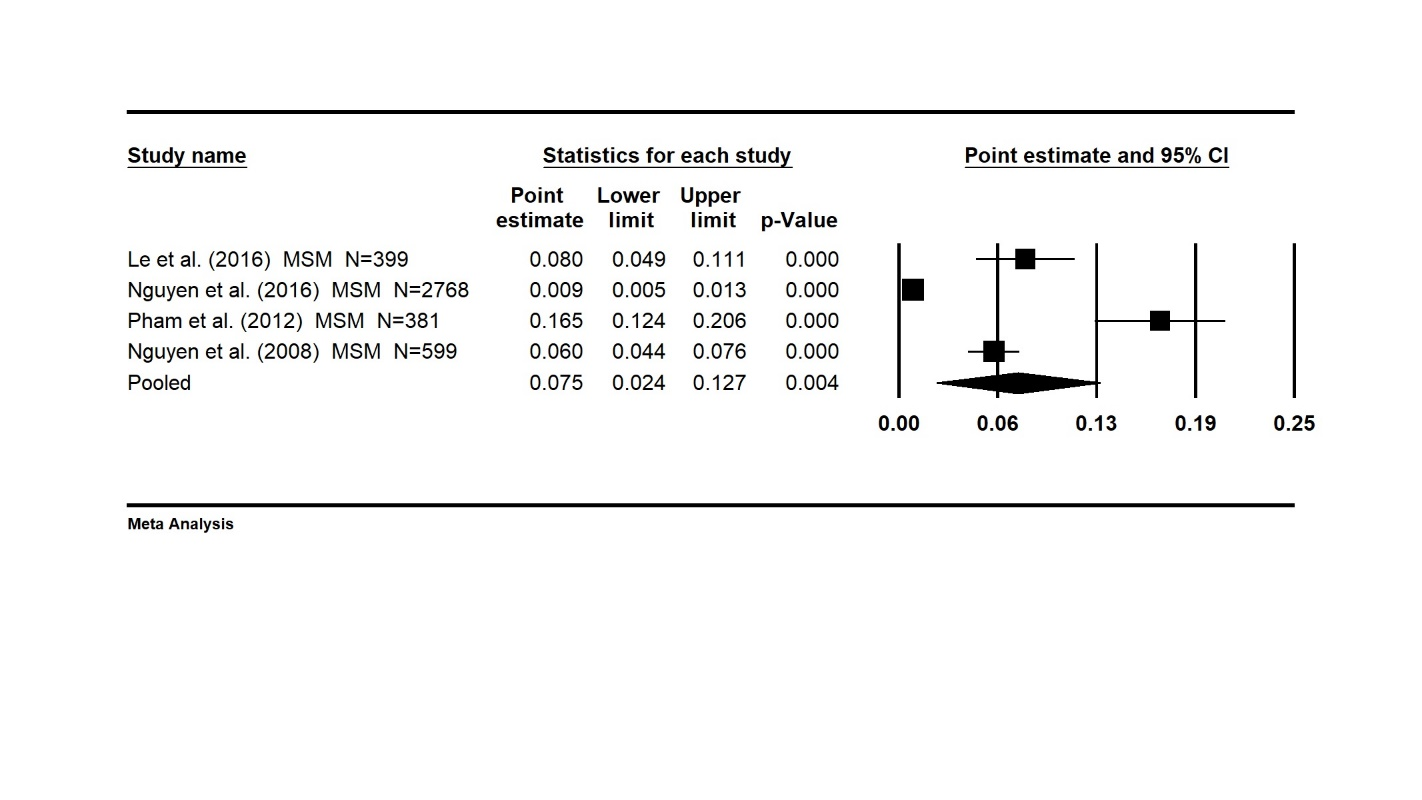 Study name Statistics for each study Point estimate and 95% CI
Point Lower Upper
estimate limit limit p-Value
Le et al. (2016) MSM N=399 0.080 0.049 0.111 0.000
Nguyen et al. (2016) MSM N=2768 0.009 0.005 0.013 0.000
Pham et al. (2012) MSM N=381 0.165 0.124 0.206 0.000
Nguyen et al. (2008) MSM N=599 0.060 0.044 0.076 0.000
Pooled 0.075 0.024 0.127 0.004
0.00 0.06 0.13 0.19 0.25
Meta Analysis